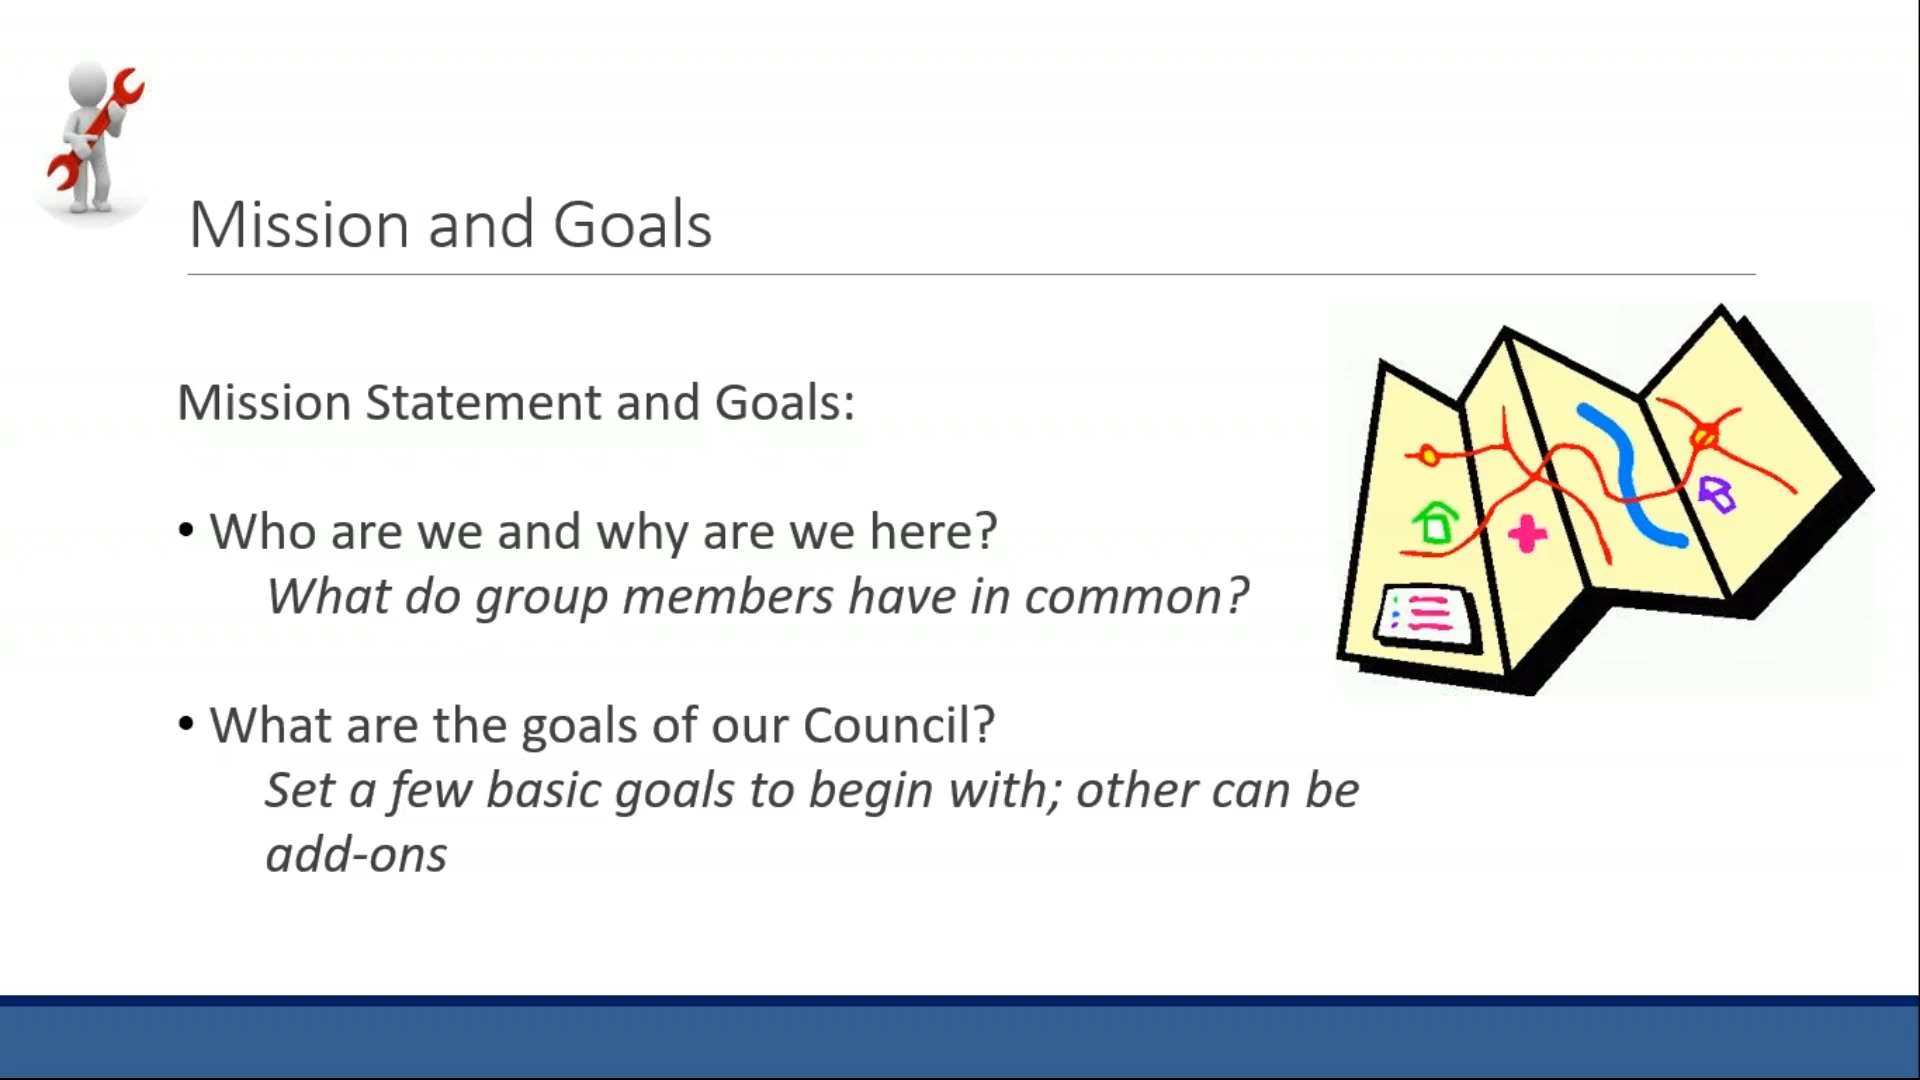 Mission and Goals
Mission Statement and Goals:
• Who are we and why are we here?
What do group members have in common?
• What are the goals of our Council?
Set a few basic goals to begin with; other can be
add-ons